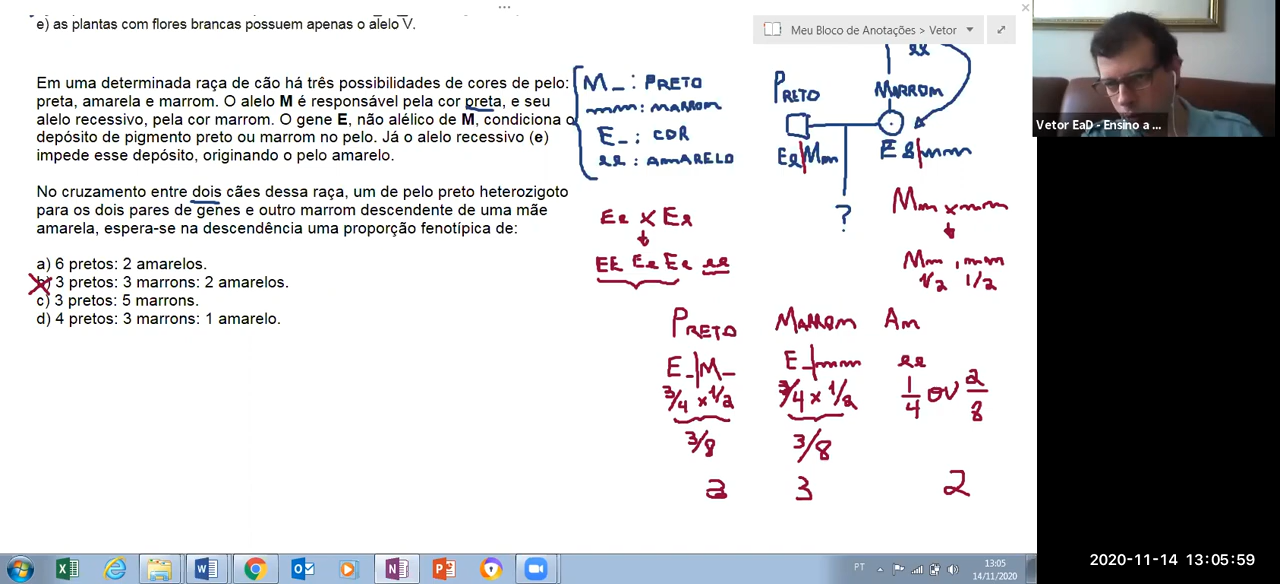 e) as plantas com flores brancas possuem apenas o alelo V.
Meu Bloco de Anotações > Vetor
Em uma determinada raça de cão há três possibilidades de cores de pelo:
preta, amarela e marrom. O alelo M é responsável pela cor preta, e seu
alelo recessivo, pela cor marrom. O gene E, não alélico de M, condiciona o
depósito de pigmento preto ou marrom no pelo. Já o alelo recessivo (e)
impede esse depósito, originando o pelo amarelo.
No cruzamento entre dois cães dessa raça, um de pelo preto heterozigoto
para os dois pares de genes e outro marrom descendente de uma mãe
amarela, espera-se na descendência uma proporção fenotípica de:
a) 6 pretos: 2 amarelos.
b) 3 pretos: 3 marrons: 2 amarelos.
c) 3 pretos: 5 marrons.
d) 4 pretos: 3 marrons: 1 amarelo.
M_: PRETO
mm: MARROM
E_: COR
ee: AMARELO
ee
PRETO MARROM
Ee|Mm Ee|mm
?
Ee x Ee
EE Ee Ee ee
Mm x mm
Mm, mm
1/2 1/2
PRETO MARROM Am
E_|M_ E_|mm ee
3/4 x 1/2 3/4 x 1/2 1/4 OU 2/8
3/8 3/8
3 3 2
Vetor EaD - Ensino a ...
2020-11-14 13:05:59
PT
13:05
14/11/2020